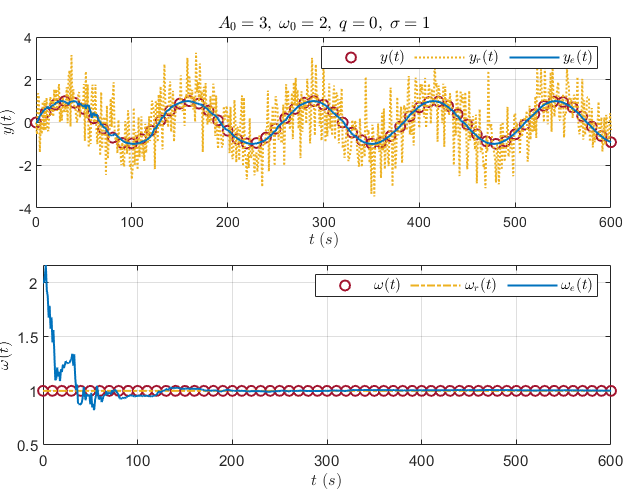 A₀ = 3, ω₀ = 2, q = 0, σ = 1
4
2
0
-2
-4
y(t)
y(t) yᵣ(t) yₑ(t)
0 100 200 300 400 500 600
t (s)
2
1.5
1
0.5
ω(t)
ω(t) ωᵣ(t) ωₑ(t)
0 100 200 300 400 500 600
t (s)